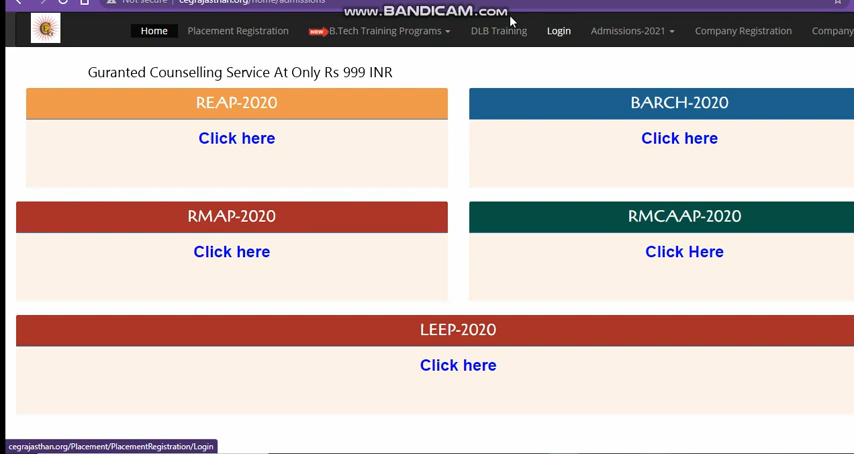 Not secure cegrajasthan.org/home/admissions
www.BANDICAM.com
Home Placement Registration NEW B.Tech Training Programs DLB Training Login Admissions-2021 Company Registration Company
Guranted Counselling Service At Only Rs 999 INR
REAP-2020 BARCH-2020
Click here Click here
RMAP-2020 RMCAAP-2020
Click here Click Here
LEEP-2020
Click here
cegrajasthan.org/Placement/PlacementRegistration/Login